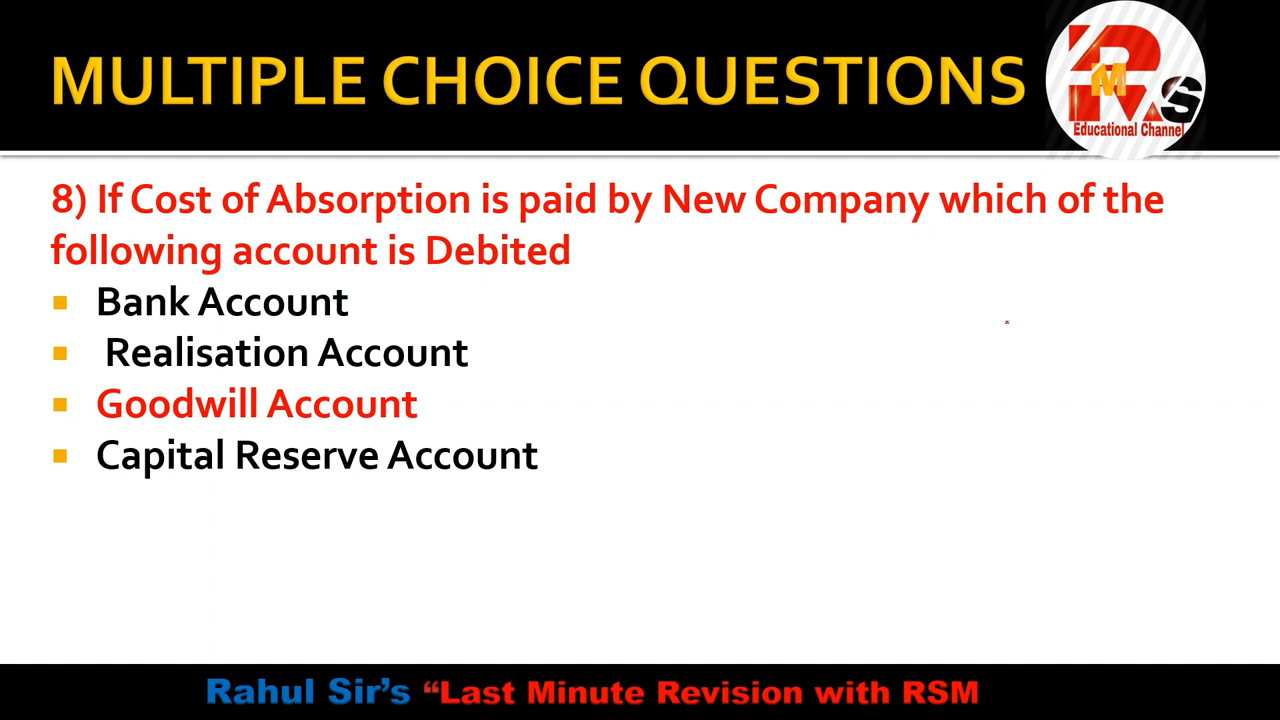 MULTIPLE CHOICE QUESTIONS
RMS
Educational Channel
8) If Cost of Absorption is paid by New Company which of the
following account is Debited
Bank Account
Realisation Account
Goodwill Account
Capital Reserve Account
Rahul Sir's “Last Minute Revision with RSM